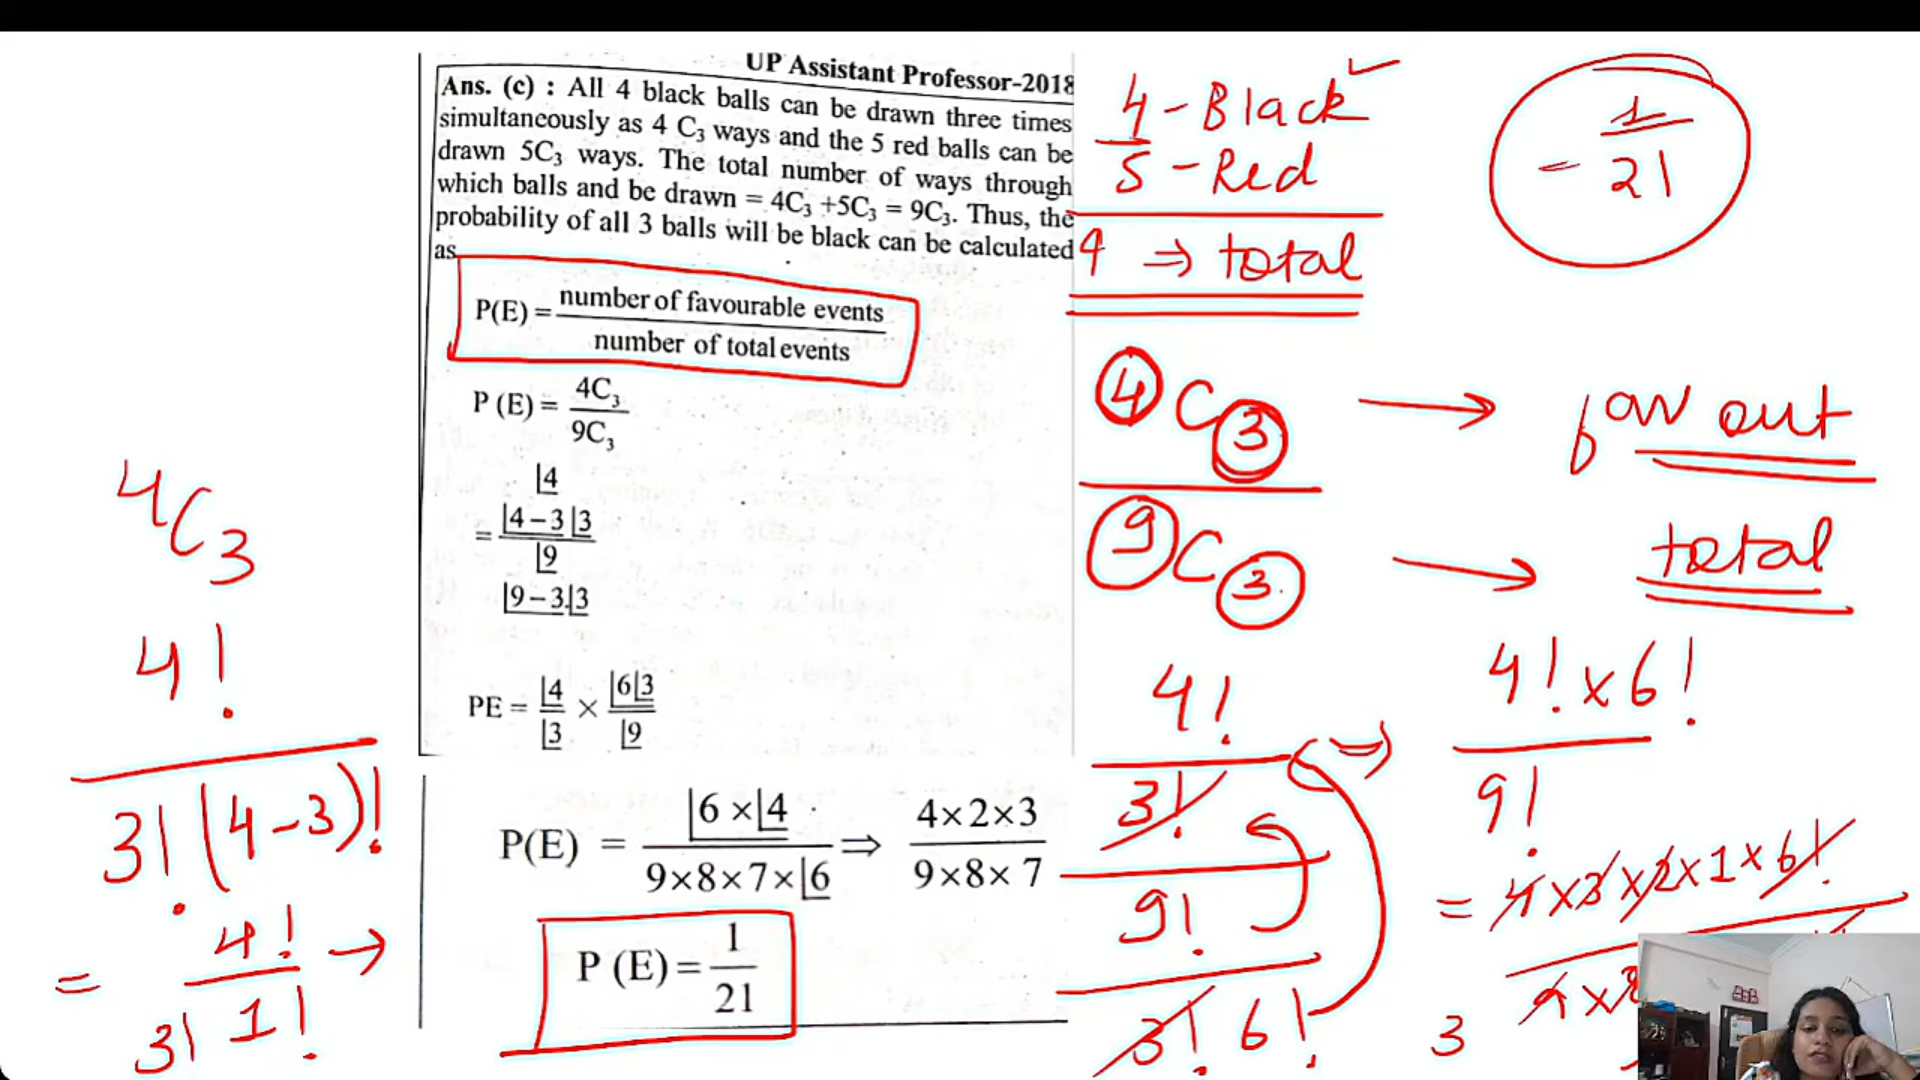 UP Assistant Professor-2018
Ans. (c) : All 4 black balls can be drawn three times
simultaneously as 4 C₃ ways and the 5 red balls can be
drawn 5C₃ ways. The total number of ways through
which balls and be drawn = 4C₃ +5C₃ = 9C₃. Thus, the
probability of all 3 balls will be black can be calculated
as
P(E) = number of favourable events
number of total events
P (E) = 4C₃
9C₃
⌊4
⌊4 − 3 ⌊3
=
⌊9
⌊9 − 3 ⌊3
PE = ⌊4 × ⌊6⌊3
⌊3 ⌊9
P(E) = ⌊6 × ⌊4 ⇒ 4×2×3
9×8×7×⌊6 9×8×7
P (E) = 1
21
4C3
4!
3!(4-3)!
= 4! →
3! 1!
4 - Black ✓
5 - Red
9 ⇒ total
= 1
21
4C3 → fav out
9C3 → total
4!
3!
9!
3! 6!
⇒ 4! × 6!
9!
= 4×3×2×1×6!
3